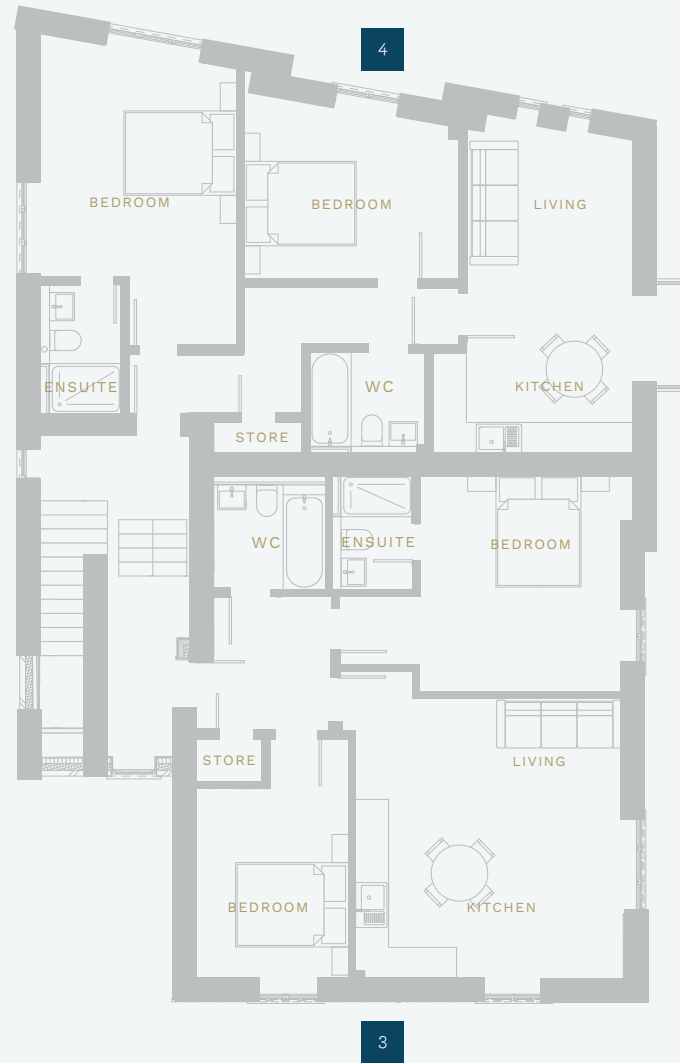 4
BEDROOM
BEDROOM
LIVING
ENSUITE
WC
KITCHEN
STORE
WC
ENSUITE
BEDROOM
STORE
LIVING
BEDROOM
KITCHEN
3